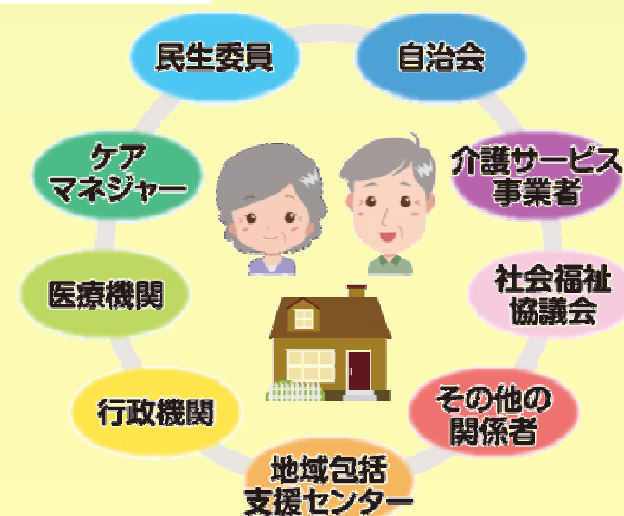 民生委員
自治会
ケア
マネジャー
介護サービス
事業者
医療機関
社会福祉
協議会
行政機関
その他の
関係者
地域包括
支援センター